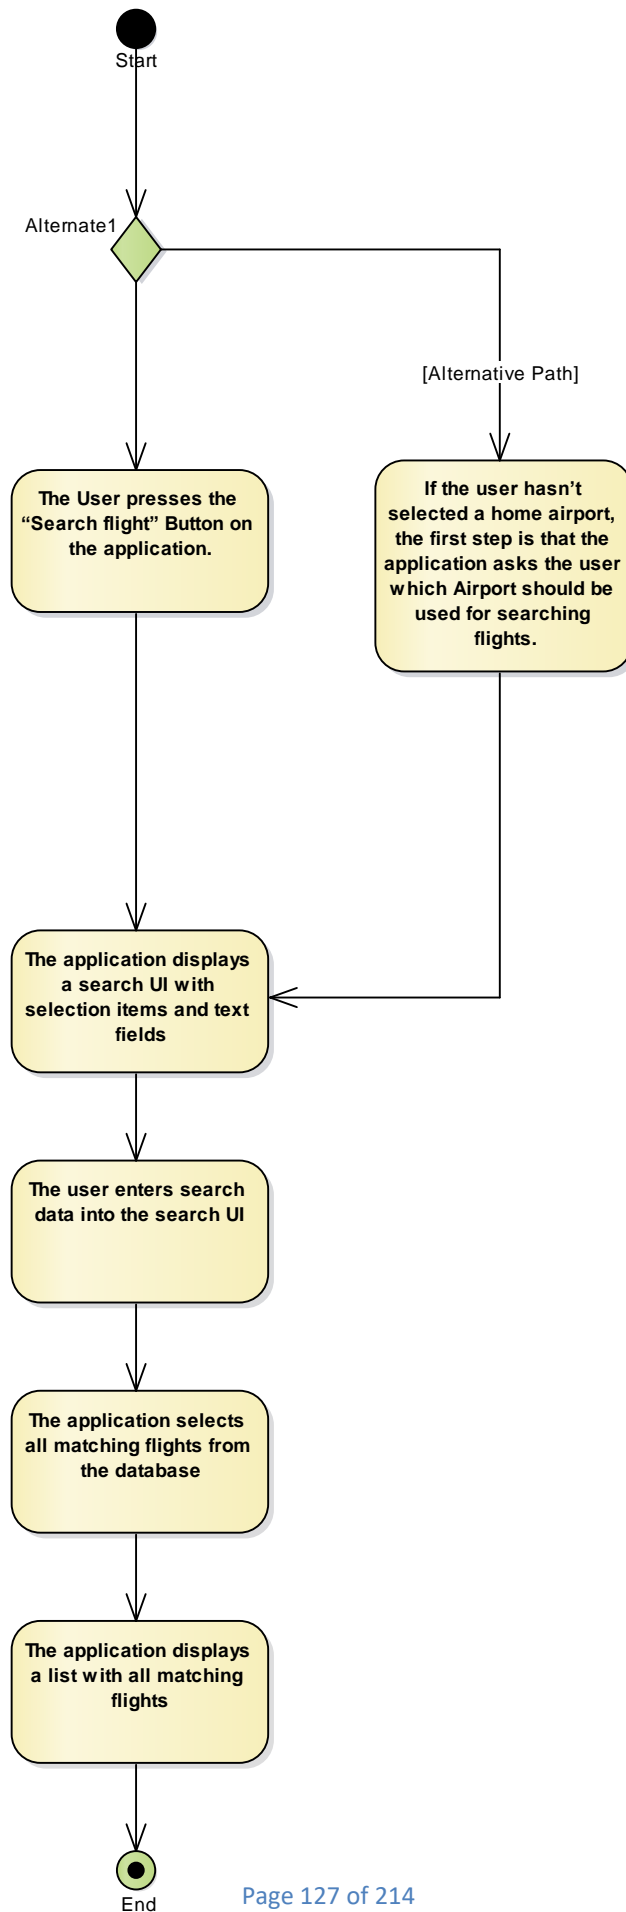 Start
Alternate1
[Alternative Path]
The User presses the
“Search flight” Button on
the application.
If the user hasn’t
selected a home airport,
the first step is that the
application asks the user
which Airport should be
used for searching
flights.
The application displays
a search UI with
selection items and text
fields
The user enters search
data into the search UI
The application selects
all matching flights from
the database
The application displays
a list with all matching
flights
End
Page 127 of 214